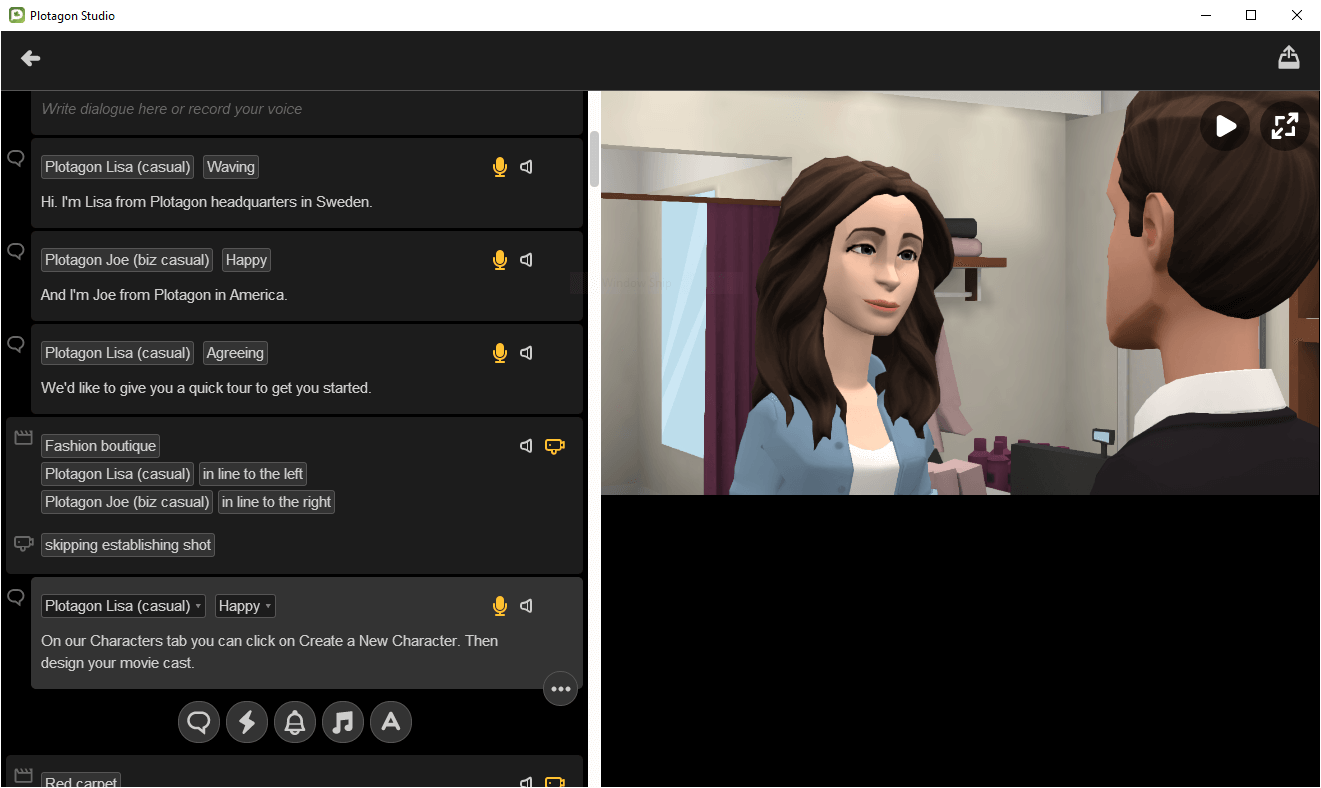 Plotagon Studio
Write dialogue here or record your voice
Plotagon Lisa (casual) Waving
Hi. I'm Lisa from Plotagon headquarters in Sweden.
Plotagon Joe (biz casual) Happy
And I'm Joe from Plotagon in America.
Plotagon Lisa (casual) Agreeing
We'd like to give you a quick tour to get you started.
Fashion boutique
Plotagon Lisa (casual) in line to the left
Plotagon Joe (biz casual) in line to the right
skipping establishing shot
Plotagon Lisa (casual) Happy
On our Characters tab you can click on Create a New Character. Then
design your movie cast.
Red carpet